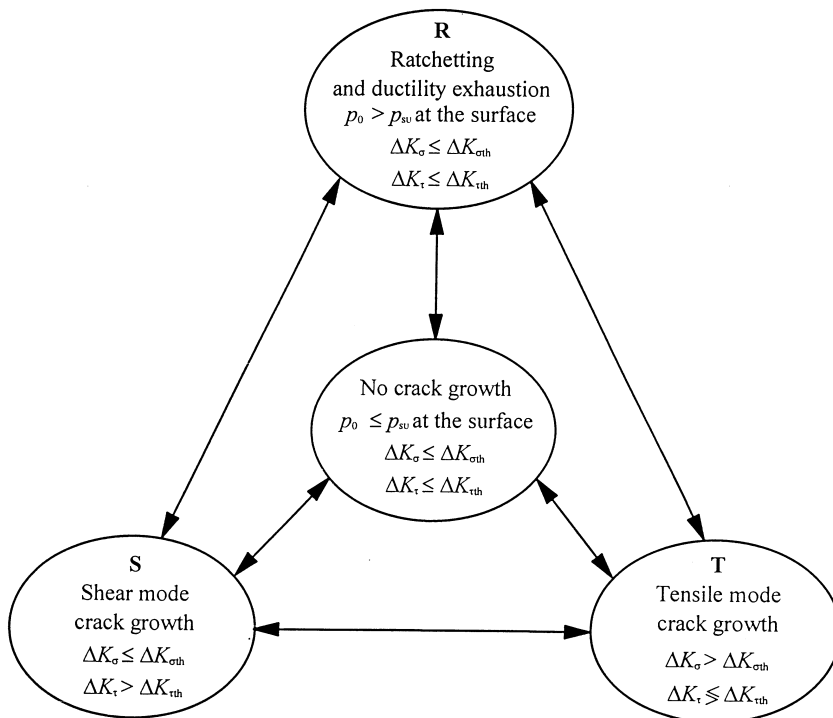 R
Ratchetting
and ductility exhaustion
p₀ > pₛᵥ at the surface
ΔKσ ≤ ΔKσth
ΔKτ ≤ ΔKτth
No crack growth
p₀ ≤ pₛᵥ at the surface
ΔKσ ≤ ΔKσth
ΔKτ ≤ ΔKτth
S
Shear mode
crack growth
ΔKσ ≤ ΔKσth
ΔKτ > ΔKτth
T
Tensile mode
crack growth
ΔKσ > ΔKσth
ΔKτ ≶ ΔKτth